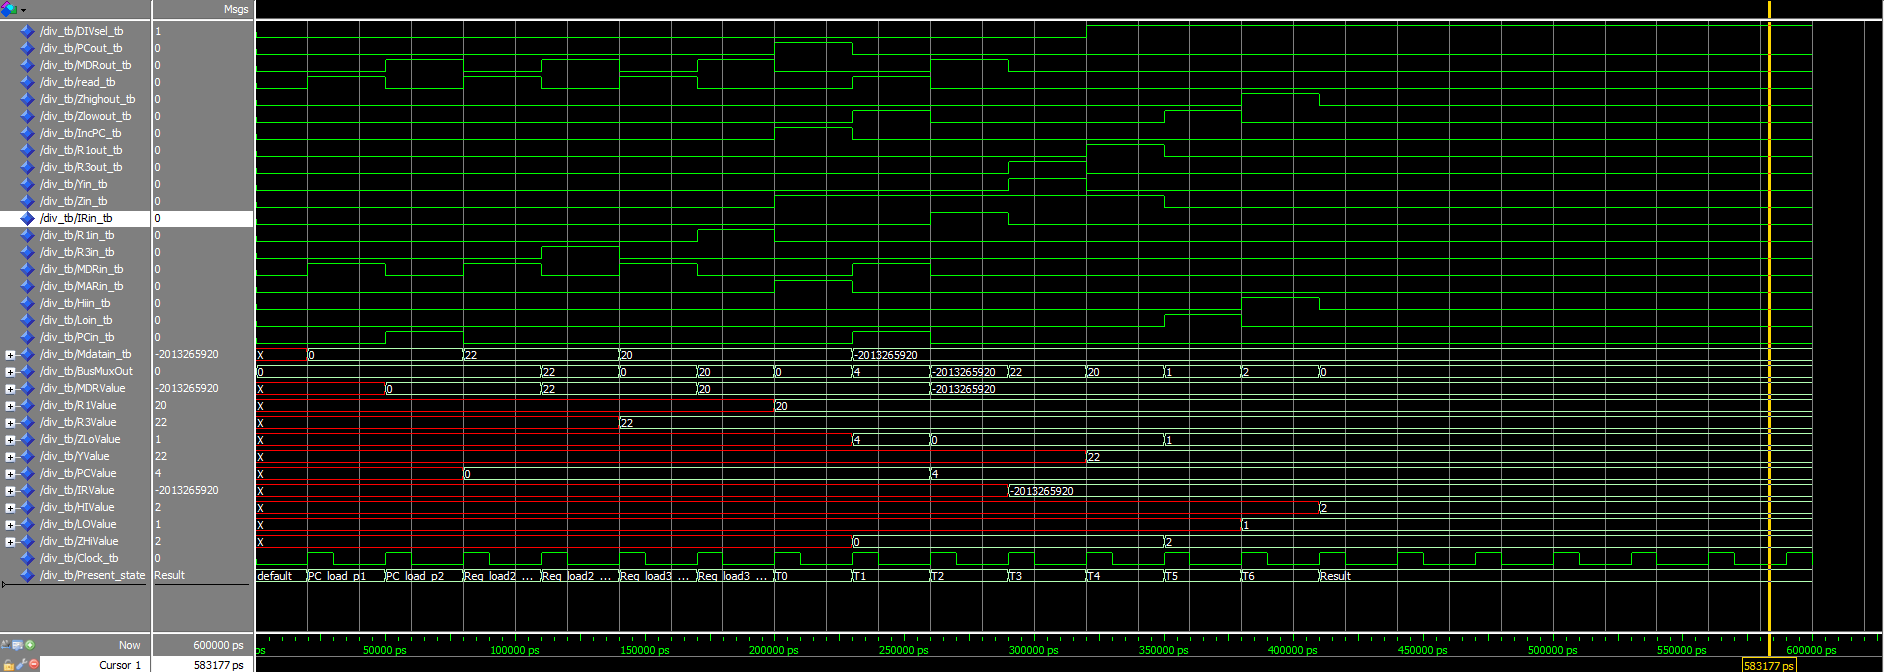 Msgs
/div_tb/DIVsel_tb 1
/div_tb/PCout_tb 0
/div_tb/MDRout_tb 0
/div_tb/read_tb 0
/div_tb/Zhighout_tb 0
/div_tb/Zlowout_tb 0
/div_tb/IncPC_tb 0
/div_tb/R1out_tb 0
/div_tb/R3out_tb 0
/div_tb/Yin_tb 0
/div_tb/Zin_tb 0
/div_tb/IRin_tb 0
/div_tb/R1in_tb 0
/div_tb/R3in_tb 0
/div_tb/MDRin_tb 0
/div_tb/MARin_tb 0
/div_tb/Hiin_tb 0
/div_tb/Loin_tb 0
/div_tb/PCin_tb 0
/div_tb/Mdatain_tb -2013265920 X 0 22 20 -2013265920
/div_tb/BusMuxOut 0 0 22 0 20 0 4 -2013265920 22 20 1 2 0
/div_tb/MDRValue -2013265920 X 0 22 20 -2013265920
/div_tb/R1Value 20 X 20
/div_tb/R3Value 22 X 22
/div_tb/ZLoValue 1 X 4 0 1
/div_tb/YValue 22 X 22
/div_tb/PCValue 4 X 0 4
/div_tb/IRValue -2013265920 X -2013265920
/div_tb/HIValue 2 X 2
/div_tb/LOValue 1 X 1
/div_tb/ZHiValue 2 X 0 2
/div_tb/Clock_tb 0
/div_tb/Present_state Result default PC_load_p1 PC_load_p2 Reg_load2 ... Reg_load2 ... Reg_load3 ... Reg_load3 ... T0 T1 T2 T3 T4 T5 T6 Result
Now 600000 ps ps 50000 ps 100000 ps 150000 ps 200000 ps 250000 ps 300000 ps 350000 ps 400000 ps 450000 ps 500000 ps 550000 ps 600000 ps
Cursor 1 583177 ps 583177 ps